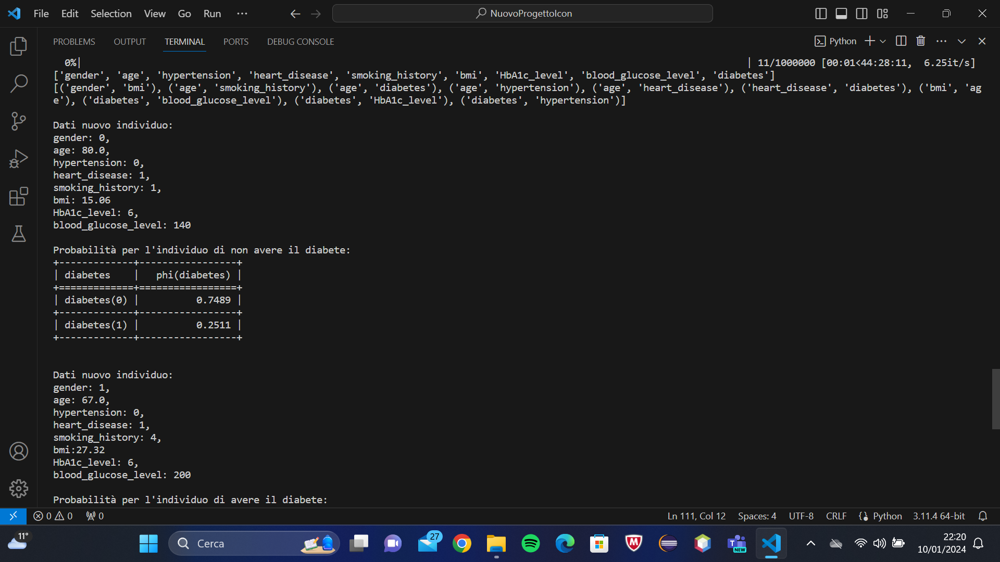 File Edit Selection View Go Run ··· NuovoProgettoIcon
PROBLEMS OUTPUT TERMINAL PORTS DEBUG CONSOLE Python
0%| | 11/1000000 [00:01<44:28:11, 6.25it/s]
['gender', 'age', 'hypertension', 'heart_disease', 'smoking_history', 'bmi', 'HbA1c_level', 'blood_glucose_level', 'diabetes']
[('gender', 'bmi'), ('age', 'smoking_history'), ('age', 'diabetes'), ('age', 'hypertension'), ('age', 'heart_disease'), ('heart_disease', 'diabetes'), ('bmi', 'ag
e'), ('diabetes', 'blood_glucose_level'), ('diabetes', 'HbA1c_level'), ('diabetes', 'hypertension')]
Dati nuovo individuo:
gender: 0,
age: 80.0,
hypertension: 0,
heart_disease: 1,
smoking_history: 1,
bmi: 15.06
HbA1c_level: 6,
blood_glucose_level: 140
Probabilità per l'individuo di non avere il diabete:
+-------------+-----------------+
| diabetes    |   phi(diabetes) |
+=============+=================+
| diabetes(0) |          0.7489 |
+-------------+-----------------+
| diabetes(1) |          0.2511 |
+-------------+-----------------+
Dati nuovo individuo:
gender: 1,
age: 67.0,
hypertension: 0,
heart_disease: 1,
smoking_history: 4,
bmi:27.32
HbA1c_level: 6,
blood_glucose_level: 200
Probabilità per l'individuo di avere il diabete:
0 0 0 Ln 111, Col 12 Spaces: 4 UTF-8 CRLF Python 3.11.4 64-bit
11° Cerca 27 NEW 22:20
10/01/2024